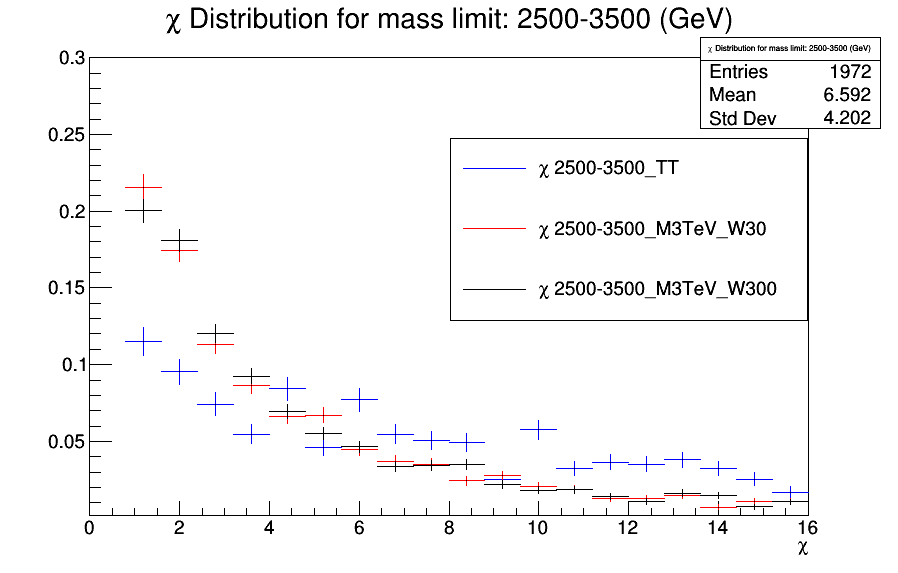 χ Distribution for mass limit: 2500-3500 (GeV)
χ Distribution for mass limit: 2500-3500 (GeV)
Entries 1972
Mean 6.592
Std Dev 4.202
χ 2500-3500_TT
χ 2500-3500_M3TeV_W30
χ 2500-3500_M3TeV_W300
0.3
0.25
0.2
0.15
0.1
0.05
0 2 4 6 8 10 12 14 16
χ